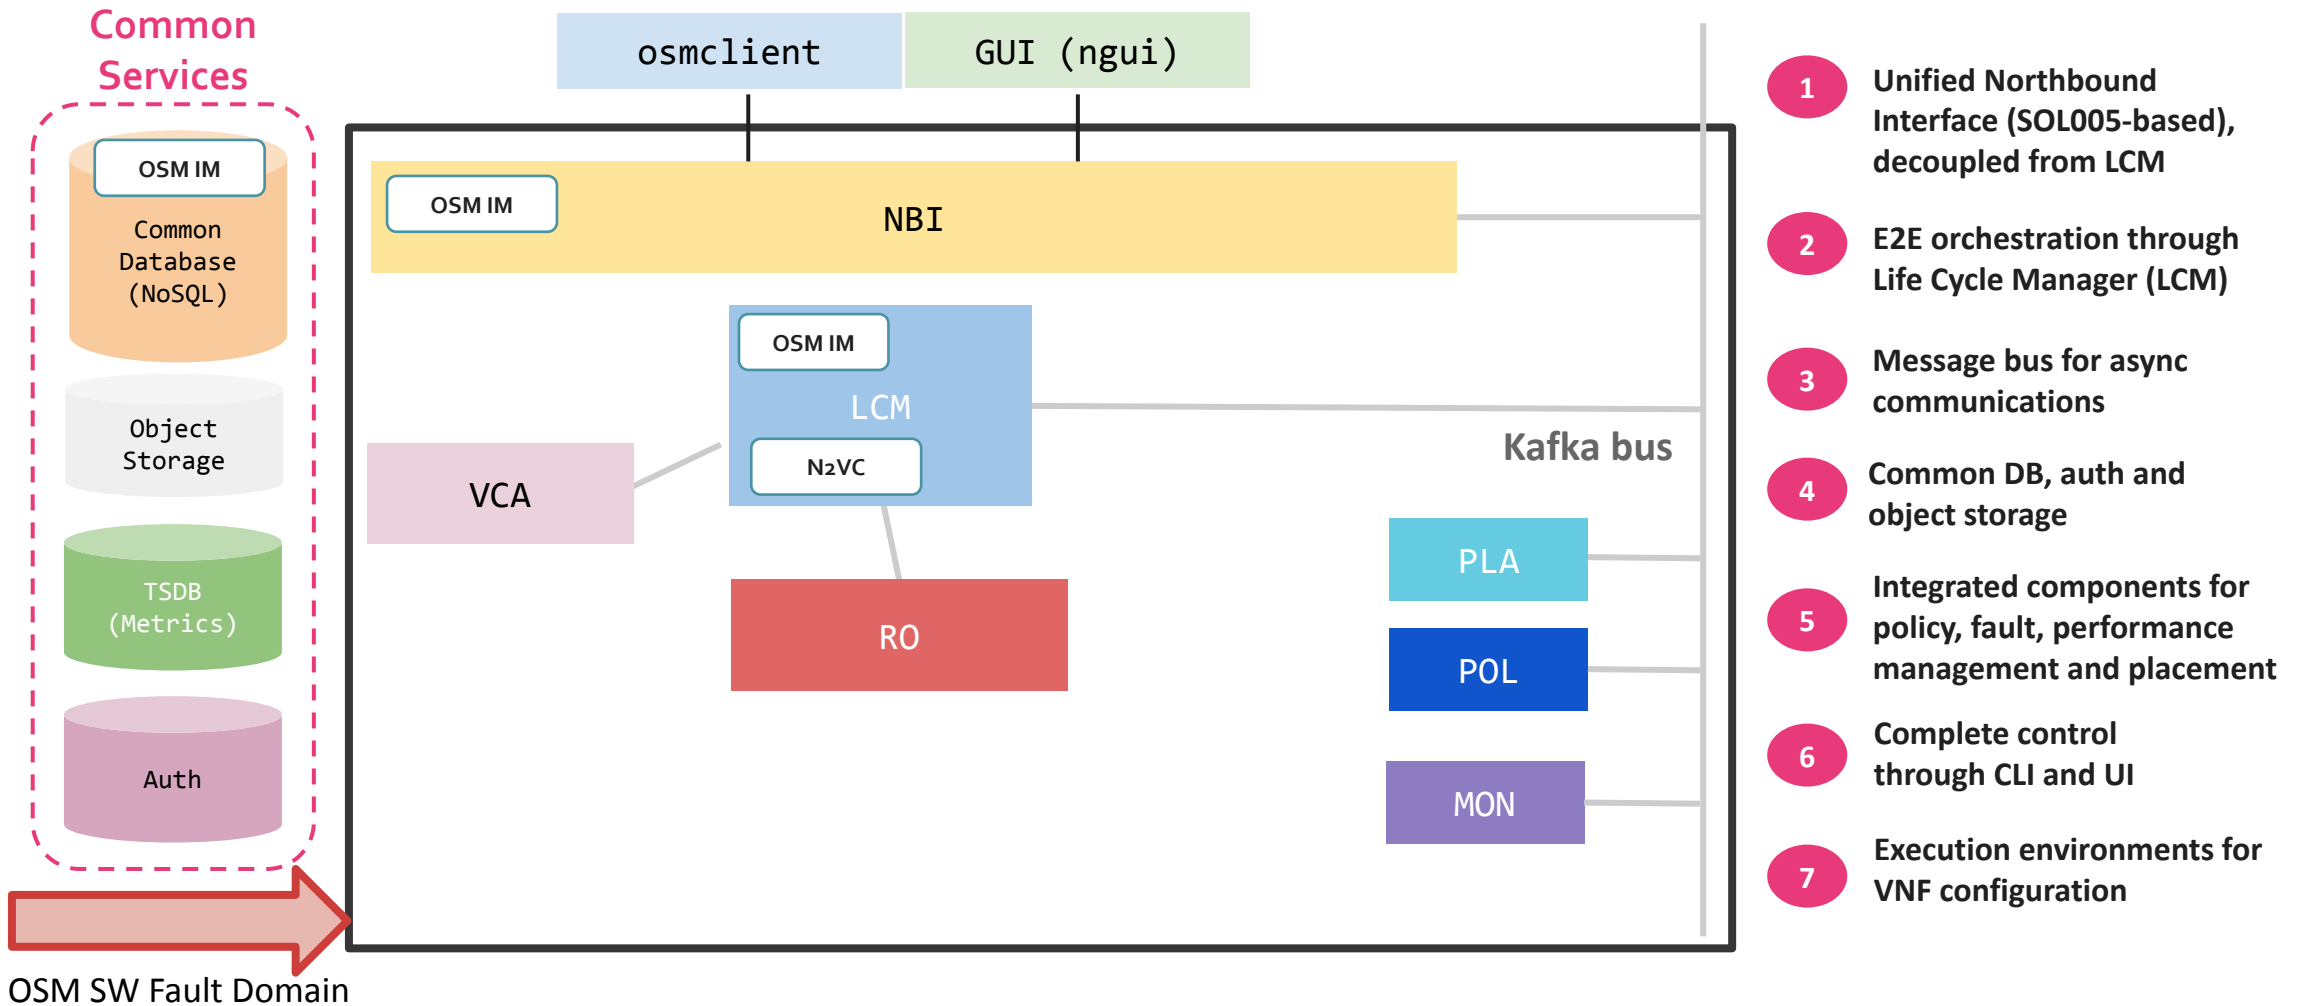 Common
Services
OSM IM
Common
Database
(NoSQL)
Object
Storage
TSDB
(Metrics)
Auth
OSM SW Fault Domain
osmclient
GUI (ngui)
OSM IM
NBI
OSM IM
LCM
N2VC
VCA
RO
Kafka bus
PLA
POL
MON
1
Unified Northbound
Interface (SOL005-based),
decoupled from LCM
2
E2E orchestration through
Life Cycle Manager (LCM)
3
Message bus for async
communications
4
Common DB, auth and
object storage
5
Integrated components for
policy, fault, performance
management and placement
6
Complete control
through CLI and UI
7
Execution environments for
VNF configuration